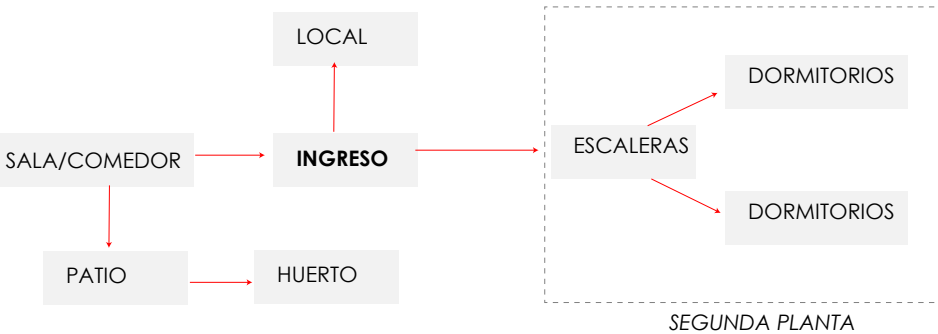 LOCAL
DORMITORIOS
ESCALERAS
SALA/COMEDOR
INGRESO
DORMITORIOS
PATIO
HUERTO
SEGUNDA PLANTA